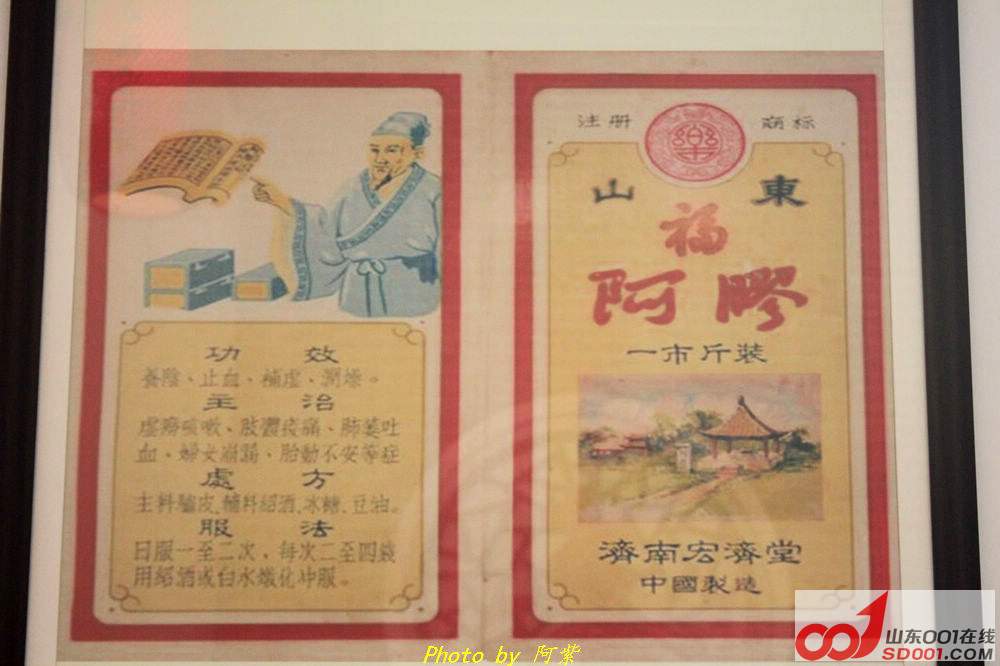 功效
養陰、止血、補虛、潤燥。
主治
虛癆咳嗽、肢體疫痛、肺萎吐
血、婦女崩漏、胎動不安等症
處方
主料驢皮、輔料紹酒、冰糖、豆油。
服法
日服一至二次，每次二至四錢
用紹酒或白水燉化冲服。
注册 商标
樂
山東
福
阿膠
一市斤裝
濟南宏濟堂
中國製造
Photo by 阿紫
001 山东001在线
SD001.COM